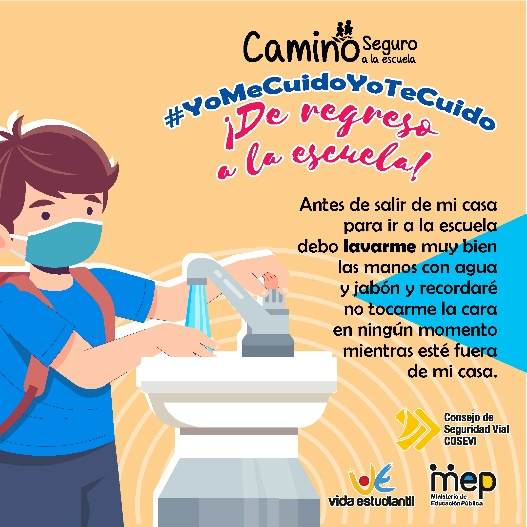 Camino Seguro
a la escuela
#YoMeCuidoYoTeCuido
¡De regreso
a la escuela!
Antes de salir de mi casa
para ir a la escuela
debo lavarme muy bien
las manos con agua
y jabón y recordaré
no tocarme la cara
en ningún momento
mientras esté fuera
de mi casa.
Consejo de
Seguridad Vial
COSEVI
vida estudiantil
mep
Ministerio de
Educación Pública